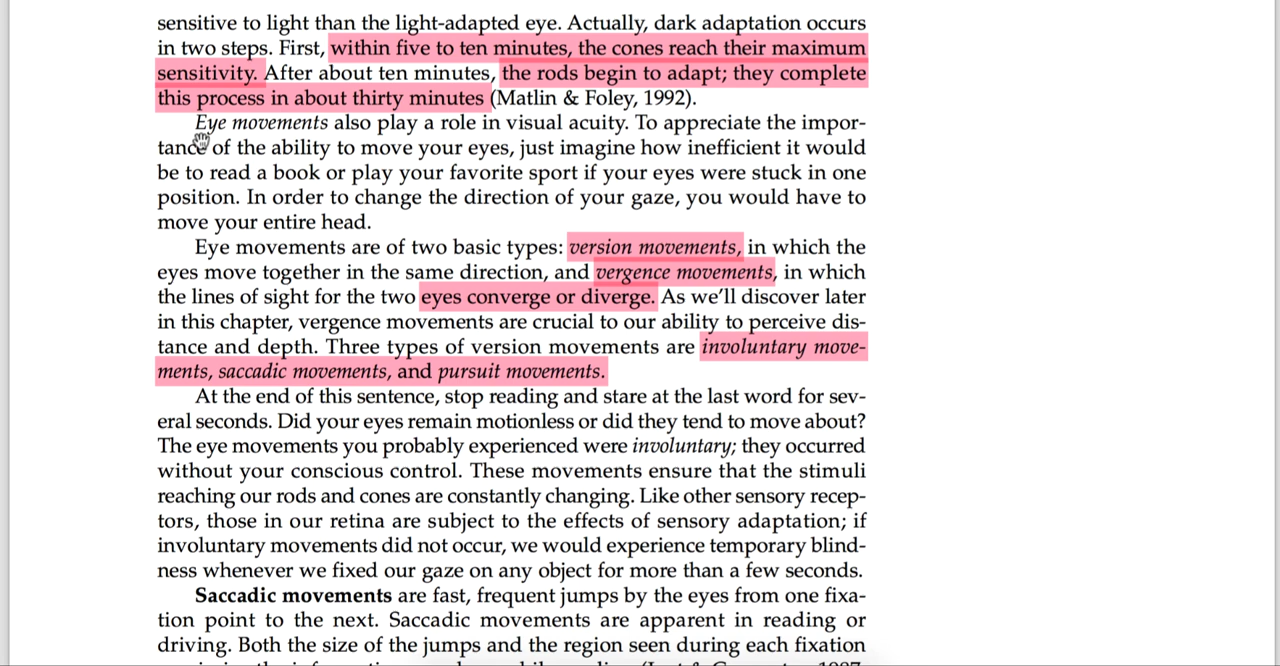 sensitive to light than the light-adapted eye. Actually, dark adaptation occurs
in two steps. First, within five to ten minutes, the cones reach their maximum
sensitivity. After about ten minutes, the rods begin to adapt; they complete
this process in about thirty minutes (Matlin & Foley, 1992).
Eye movements also play a role in visual acuity. To appreciate the impor-
tance of the ability to move your eyes, just imagine how inefficient it would
be to read a book or play your favorite sport if your eyes were stuck in one
position. In order to change the direction of your gaze, you would have to
move your entire head.
Eye movements are of two basic types: version movements, in which the
eyes move together in the same direction, and vergence movements, in which
the lines of sight for the two eyes converge or diverge. As we'll discover later
in this chapter, vergence movements are crucial to our ability to perceive dis-
tance and depth. Three types of version movements are involuntary move-
ments, saccadic movements, and pursuit movements.
At the end of this sentence, stop reading and stare at the last word for sev-
eral seconds. Did your eyes remain motionless or did they tend to move about?
The eye movements you probably experienced were involuntary; they occurred
without your conscious control. These movements ensure that the stimuli
reaching our rods and cones are constantly changing. Like other sensory recep-
tors, those in our retina are subject to the effects of sensory adaptation; if
involuntary movements did not occur, we would experience temporary blind-
ness whenever we fixed our gaze on any object for more than a few seconds.
Saccadic movements are fast, frequent jumps by the eyes from one fixa-
tion point to the next. Saccadic movements are apparent in reading or
driving. Both the size of the jumps and the region seen during each fixation